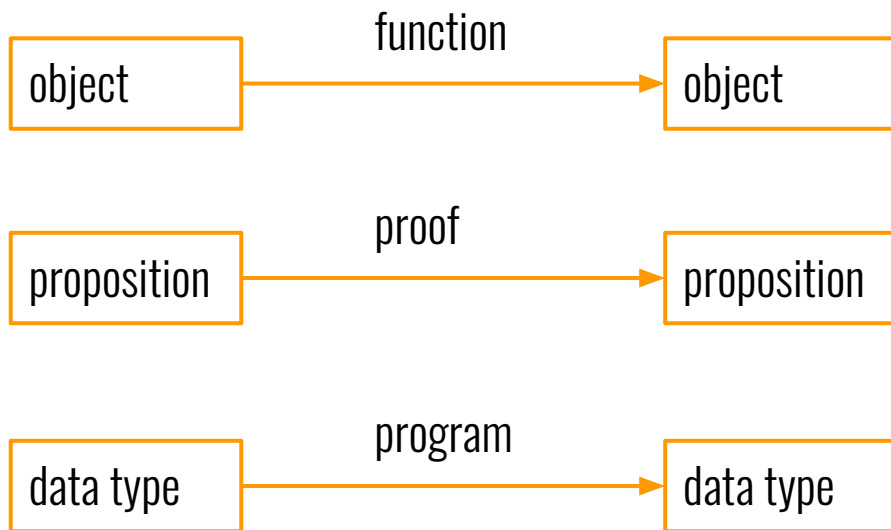 function
object
object
proof
proposition
proposition
program
data type
data type